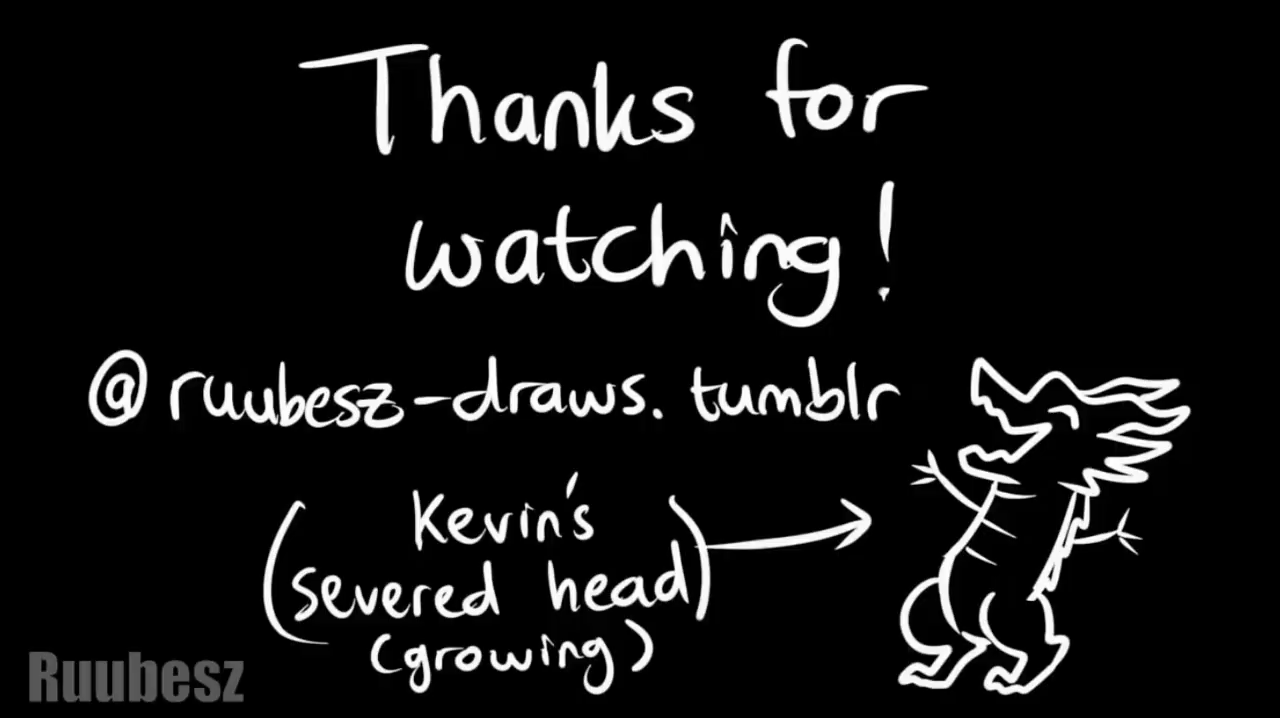 Thanks for
watching!
@ruubesz-draws.tumblr
(Kevin's
severed head)
(growing)
Ruubesz